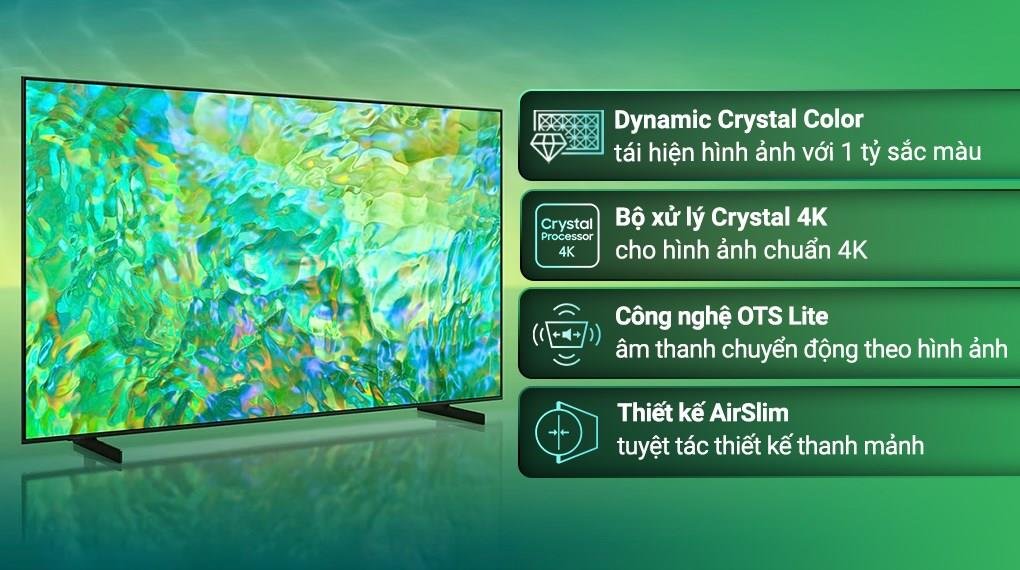 Dynamic Crystal Color
tái hiện hình ảnh với 1 tỷ sắc màu
Crystal
Processor
4K
Bộ xử lý Crystal 4K
cho hình ảnh chuẩn 4K
Công nghệ OTS Lite
âm thanh chuyển động theo hình ảnh
Thiết kế AirSlim
tuyệt tác thiết kế thanh mảnh